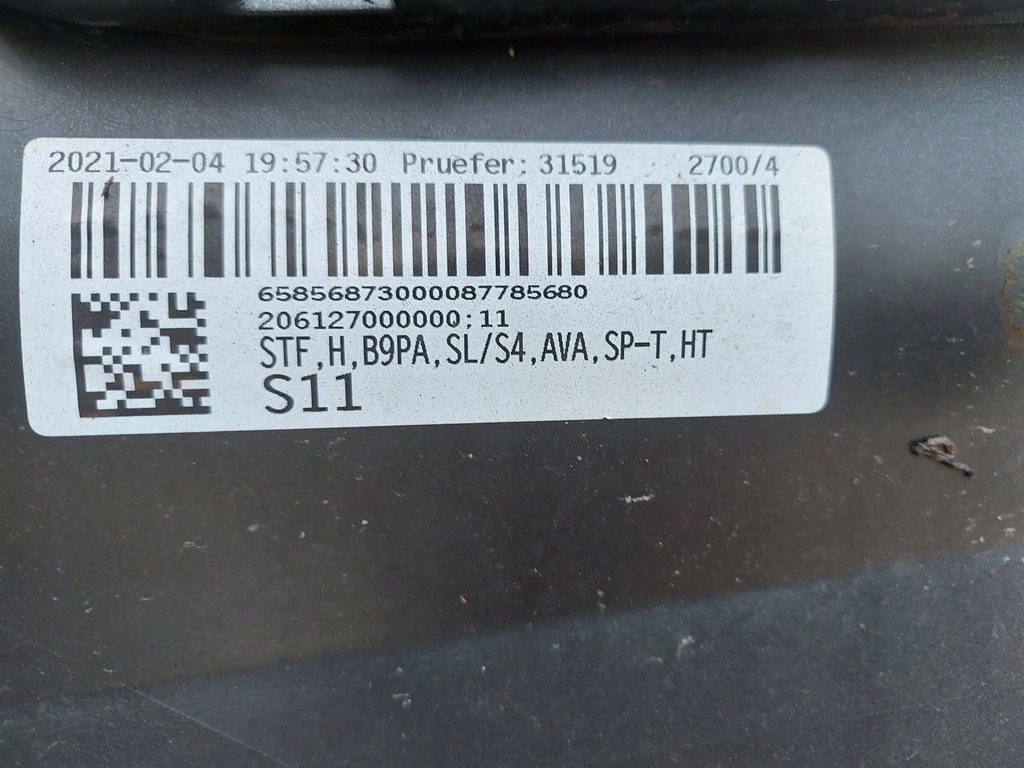 2021-02-04 19:57:30 Pruefer: 31519 2700/4
65856873000087785680
206127000000;11
STF,H,B9PA,SL/S4,AVA,SP-T,HT
S11